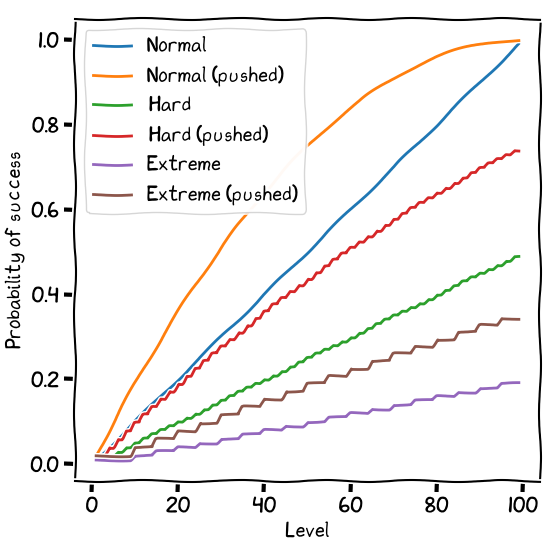 1.0
0.8
0.6
0.4
0.2
0.0
Probability of success
Normal
Normal (pushed)
Hard
Hard (pushed)
Extreme
Extreme (pushed)
0 20 40 60 80 100
Level